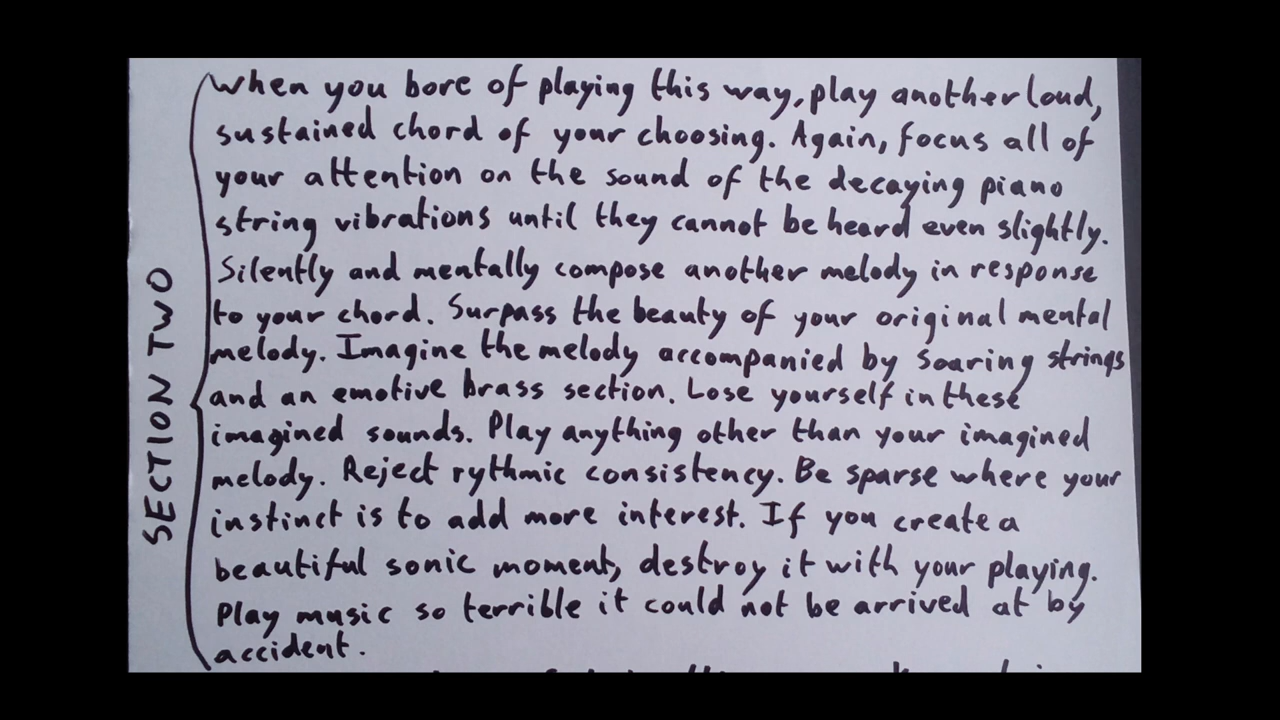 SECTION TWO
When you bore of playing this way, play another loud,
sustained chord of your choosing. Again, focus all of
your attention on the sound of the decaying piano
string vibrations until they cannot be heard even slightly.
Silently and mentally compose another melody in response
to your chord. Surpass the beauty of your original mental
melody. Imagine the melody accompanied by soaring strings
and an emotive brass section. Lose yourself in these
imagined sounds. Play anything other than your imagined
melody. Reject rythmic consistency. Be sparse where your
instinct is to add more interest. If you create a
beautiful sonic moment, destroy it with your playing.
Play music so terrible it could not be arrived at by
accident.